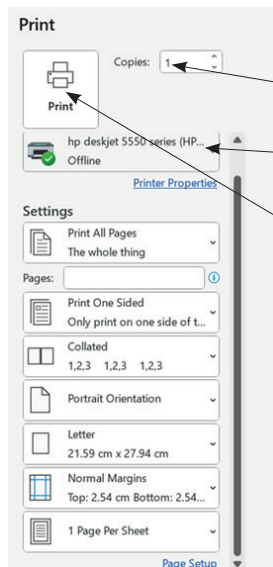 Print
Copies: 1
Print
hp deskjet 5550 series (HP...
Offline
Printer Properties
Settings
Print All Pages
The whole thing
Pages:
Print One Sided
Only print on one side of t...
Collated
1,2,3 1,2,3 1,2,3
Portrait Orientation
Letter
21.59 cm x 27.94 cm
Normal Margins
Top: 2.54 cm Bottom: 2.54...
1 Page Per Sheet
Page Setup